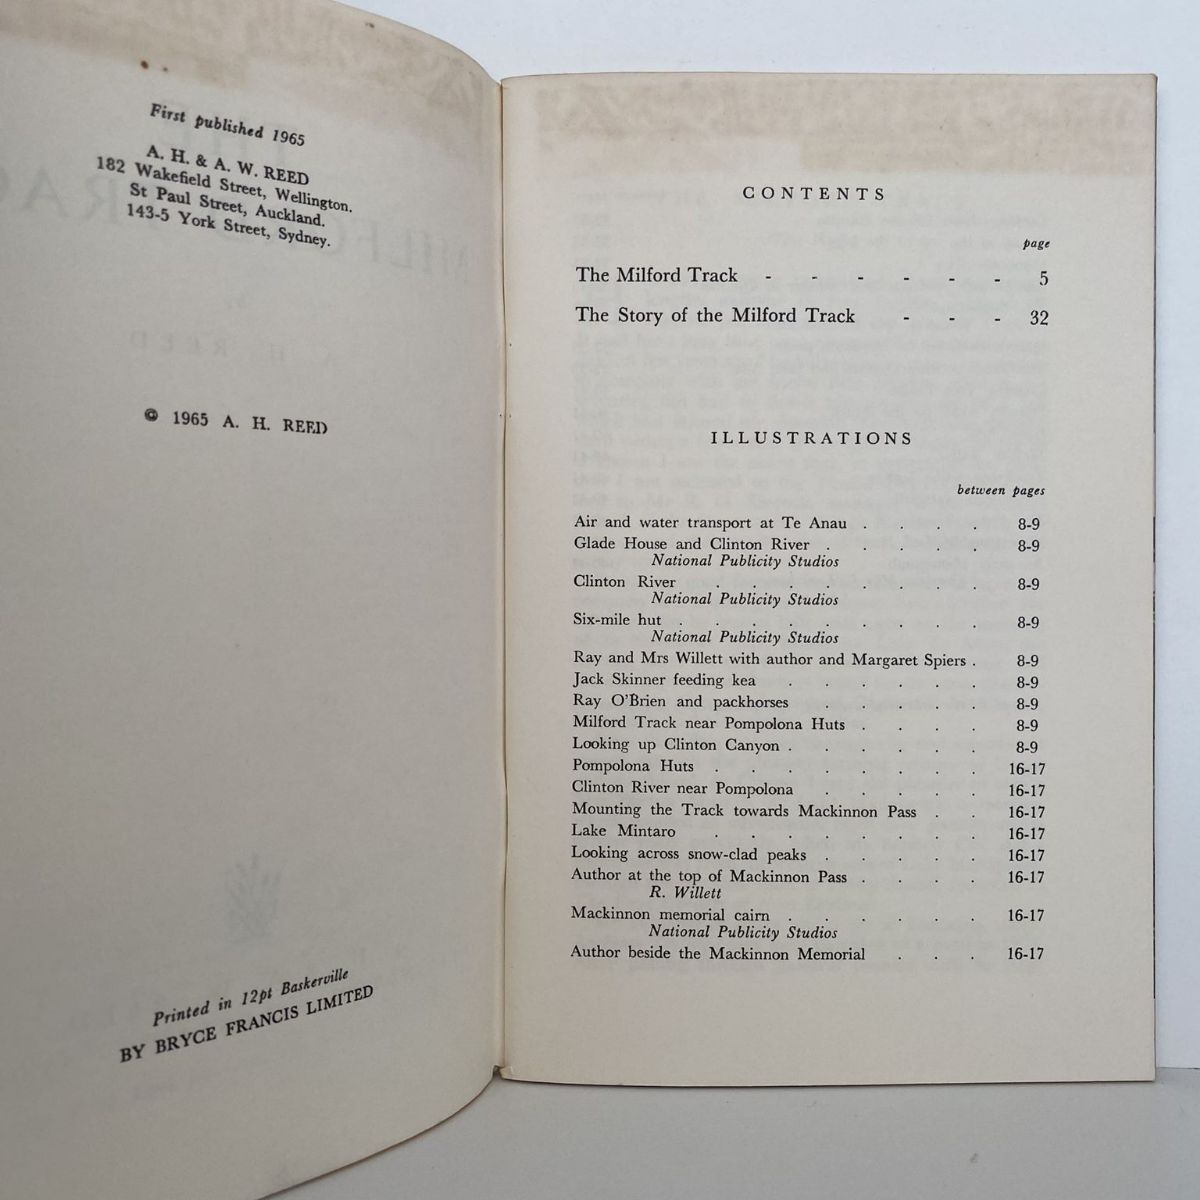 First published 1965
A. H. & A. W. REED
182 Wakefield Street, Wellington.
St Paul Street, Auckland.
143-5 York Street, Sydney.
© 1965 A. H. REED
Printed in 12pt Baskerville
BY BRYCE FRANCIS LIMITED
CONTENTS
page
The Milford Track - - - - - - 5
The Story of the Milford Track - - - 32
ILLUSTRATIONS
between pages
Air and water transport at Te Anau . . . . 8-9
Glade House and Clinton River . . . . . 8-9
National Publicity Studios
Clinton River . . . . . . . . 8-9
National Publicity Studios
Six-mile hut . . . . . . . . . 8-9
National Publicity Studios
Ray and Mrs Willett with author and Margaret Spiers . 8-9
Jack Skinner feeding kea . . . . . . 8-9
Ray O'Brien and packhorses . . . . . 8-9
Milford Track near Pompolona Huts . . . . 8-9
Looking up Clinton Canyon . . . . . . 8-9
Pompolona Huts . . . . . . . . 16-17
Clinton River near Pompolona . . . . . 16-17
Mounting the Track towards Mackinnon Pass . . 16-17
Lake Mintaro . . . . . . . . 16-17
Looking across snow-clad peaks . . . . . 16-17
Author at the top of Mackinnon Pass . . . . 16-17
R. Willett
Mackinnon memorial cairn . . . . . . 16-17
National Publicity Studios
Author beside the Mackinnon Memorial . . . 16-17